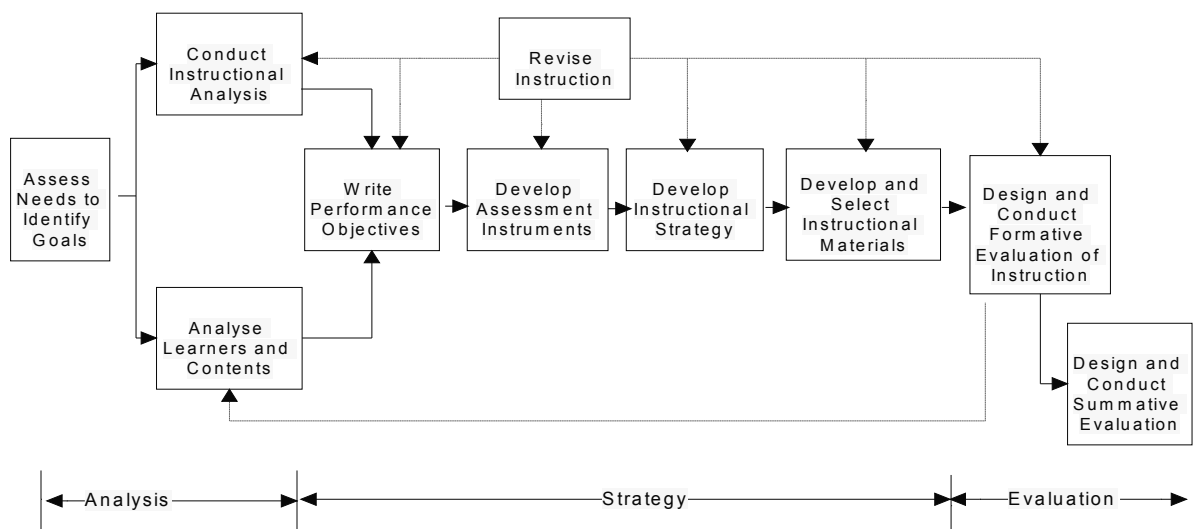 Conduct
Instructional
Analysis
Revise
Instruction
Assess
Needs to
Identify
Goals
Write
Performance
Objectives
Develop
Assessment
Instruments
Develop
Instructional
Strategy
Develop and
Select
Instructional
Materials
Design and
Conduct
Formative
Evaluation of
Instruction
Analyse
Learners and
Contents
Design and
Conduct
Summative
Evaluation
Analysis
Strategy
Evaluation